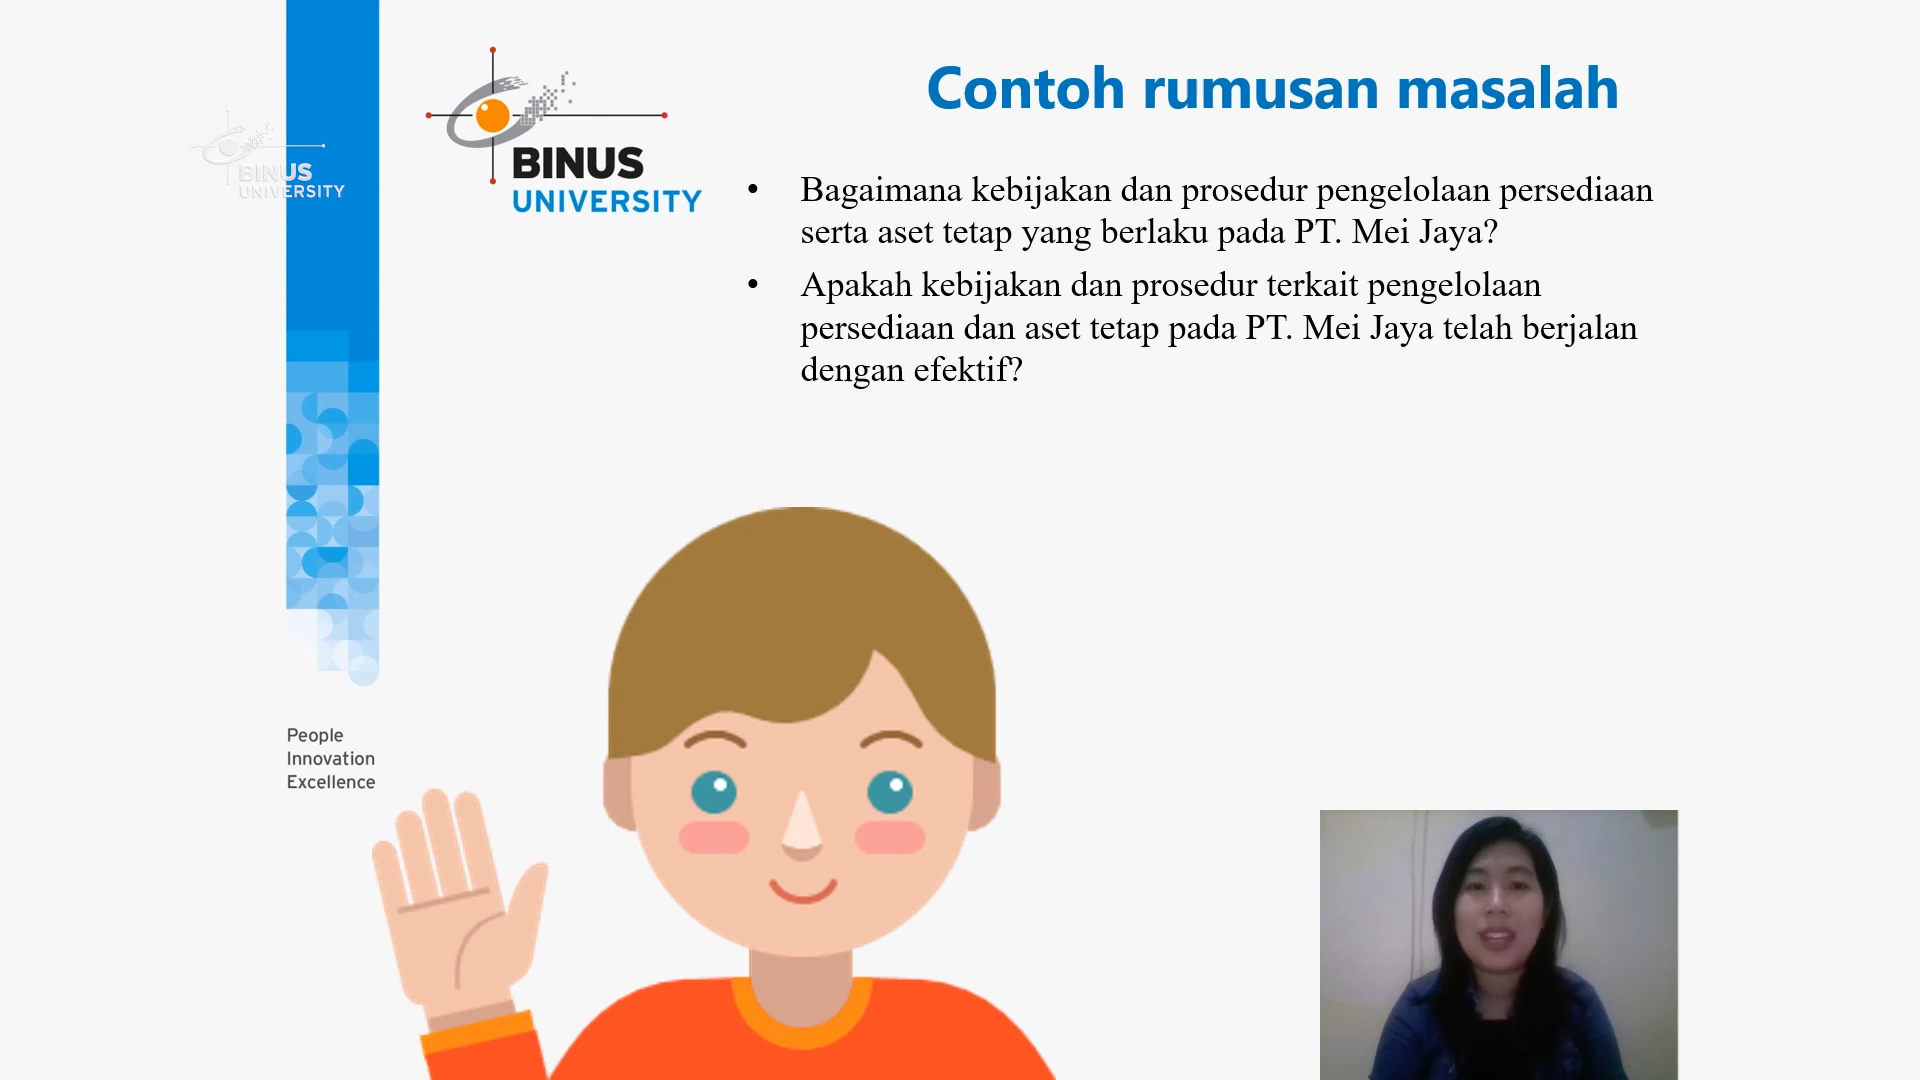 BINUS
UNIVERSITY
BINUS
UNIVERSITY
Contoh rumusan masalah
• Bagaimana kebijakan dan prosedur pengelolaan persediaan
serta aset tetap yang berlaku pada PT. Mei Jaya?
• Apakah kebijakan dan prosedur terkait pengelolaan
persediaan dan aset tetap pada PT. Mei Jaya telah berjalan
dengan efektif?
People
Innovation
Excellence